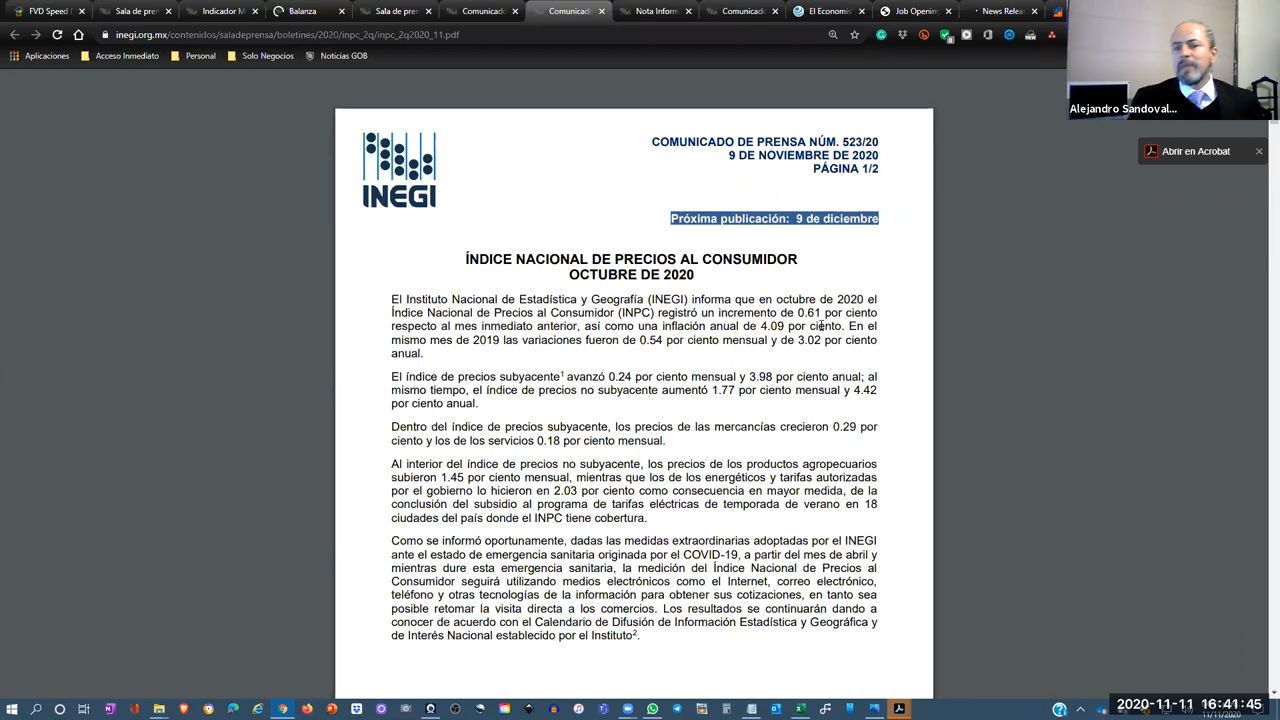 FVD Speed D
Sala de pren
Indicador M
Balanza
Sala de pren
Comunicado
Comunicado
Nota Inform
Comunicado
El Economis
Job Opening
News Releas
inegi.org.mx/contenidos/saladeprensa/boletines/2020/inpc_2q/inpc_2q2020_11.pdf
Aplicaciones
Acceso Inmediato
Personal
Solo Negocios
Noticias GOB
Alejandro Sandoval...
Abrir en Acrobat
INEGI
COMUNICADO DE PRENSA NÚM. 523/20
9 DE NOVIEMBRE DE 2020
PÁGINA 1/2
Próxima publicación: 9 de diciembre
ÍNDICE NACIONAL DE PRECIOS AL CONSUMIDOR
OCTUBRE DE 2020
El Instituto Nacional de Estadística y Geografía (INEGI) informa que en octubre de 2020 el
Índice Nacional de Precios al Consumidor (INPC) registró un incremento de 0.61 por ciento
respecto al mes inmediato anterior, así como una inflación anual de 4.09 por ciento. En el
mismo mes de 2019 las variaciones fueron de 0.54 por ciento mensual y de 3.02 por ciento
anual.
El índice de precios subyacente¹ avanzó 0.24 por ciento mensual y 3.98 por ciento anual; al
mismo tiempo, el índice de precios no subyacente aumentó 1.77 por ciento mensual y 4.42
por ciento anual.
Dentro del índice de precios subyacente, los precios de las mercancías crecieron 0.29 por
ciento y los de los servicios 0.18 por ciento mensual.
Al interior del índice de precios no subyacente, los precios de los productos agropecuarios
subieron 1.45 por ciento mensual, mientras que los de los energéticos y tarifas autorizadas
por el gobierno lo hicieron en 2.03 por ciento como consecuencia en mayor medida, de la
conclusión del subsidio al programa de tarifas eléctricas de temporada de verano en 18
ciudades del país donde el INPC tiene cobertura.
Como se informó oportunamente, dadas las medidas extraordinarias adoptadas por el INEGI
ante el estado de emergencia sanitaria originada por el COVID-19, a partir del mes de abril y
mientras dure esta emergencia sanitaria, la medición del Índice Nacional de Precios al
Consumidor seguirá utilizando medios electrónicos como el Internet, correo electrónico,
teléfono y otras tecnologías de la información para obtener sus cotizaciones, en tanto sea
posible retomar la visita directa a los comercios. Los resultados se continuarán dando a
conocer de acuerdo con el Calendario de Difusión de Información Estadística y Geográfica y
de Interés Nacional establecido por el Instituto².
2020-11-11 16:41:45
11/11/2020